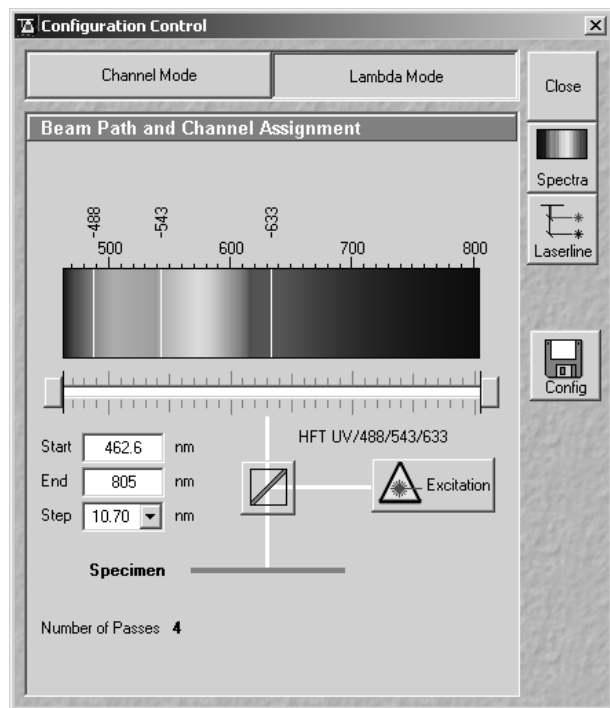 Configuration Control
Channel Mode
Lambda Mode
Close
Beam Path and Channel Assignment
Spectra
-488
-543
-633
500
600
700
800
Laserline
Config
HFT UV/488/543/633
Start 462.6 nm
End 805 nm
Step 10.70 nm
Excitation
Specimen
Number of Passes 4